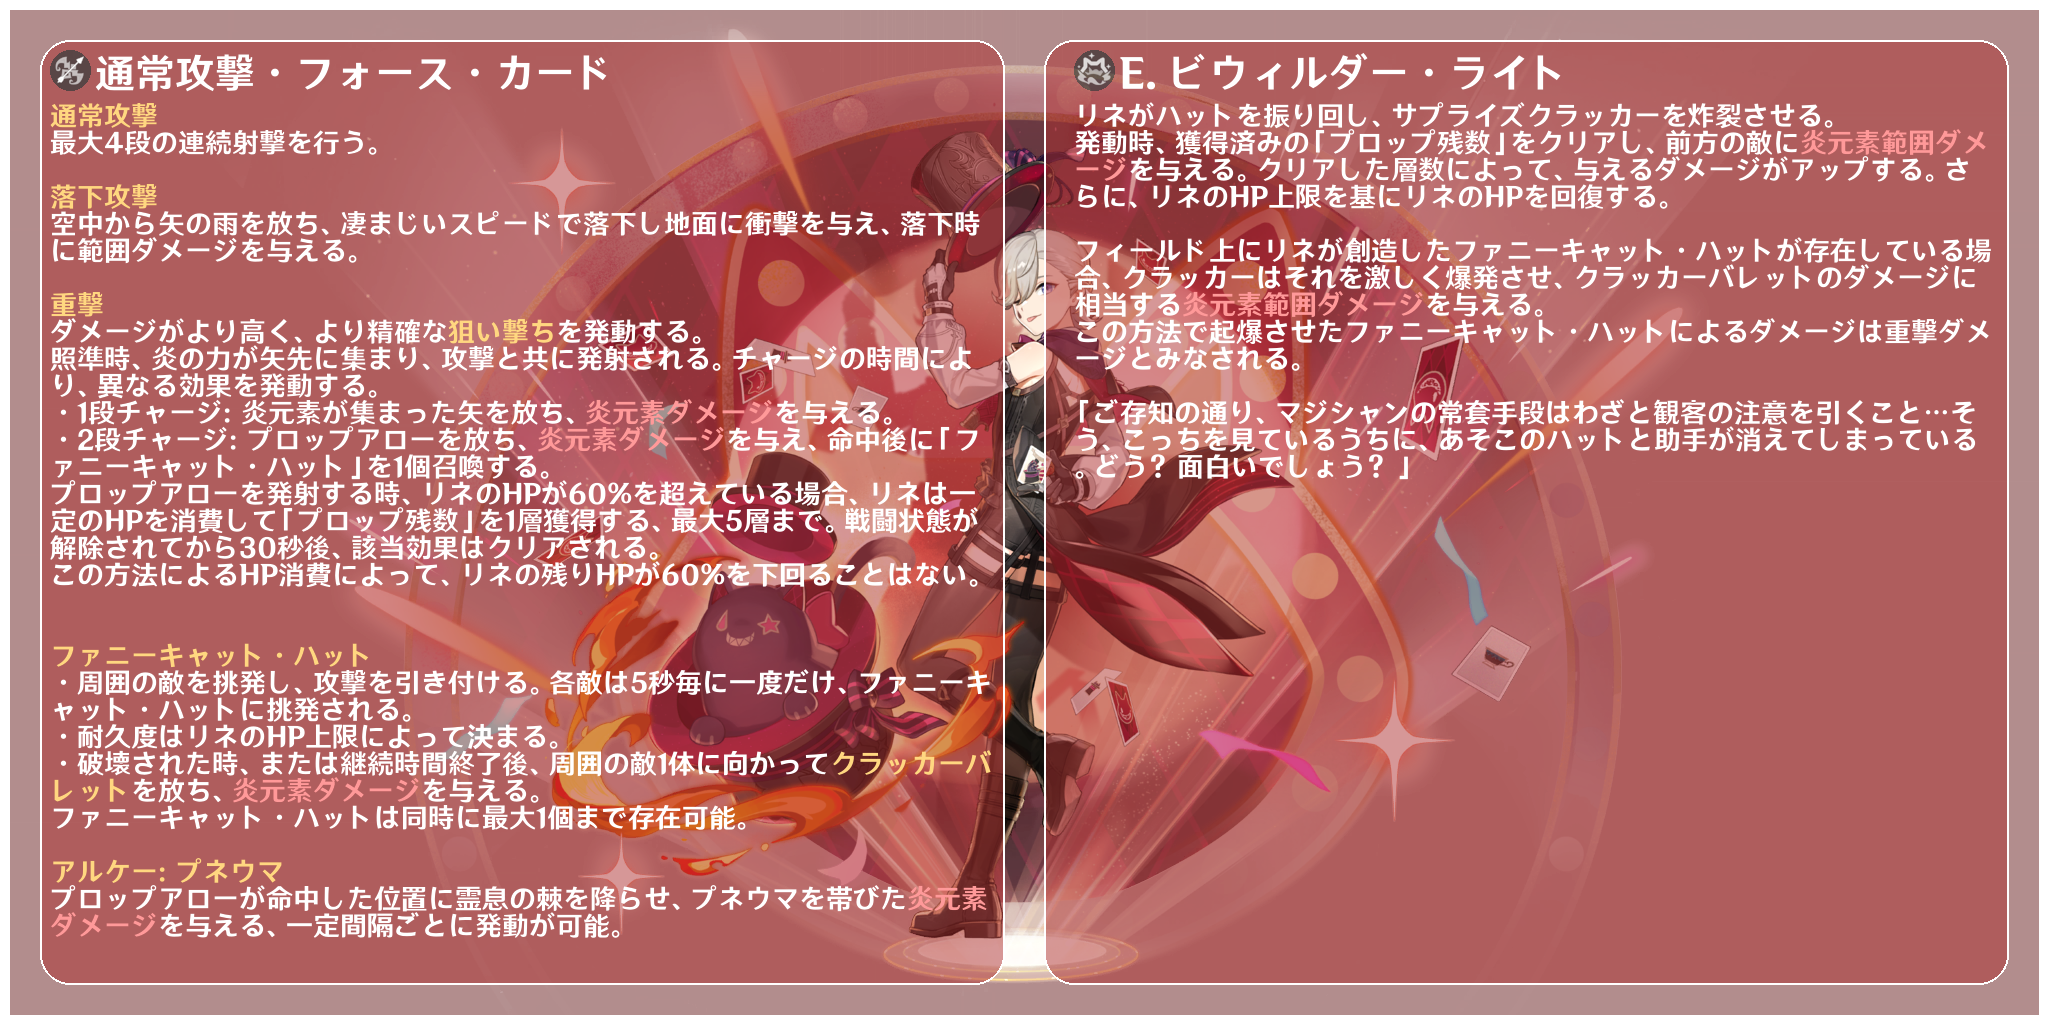 通常攻撃・フォース・カード
通常攻撃
最大4段の連続射撃を行う。
落下攻撃
空中から矢の雨を放ち、凄まじいスピードで落下し地面に衝撃を与え、落下時
に範囲ダメージを与える。
重撃
ダメージがより高く、より精確な狙い撃ちを発動する。
照準時、炎の力が矢先に集まり、攻撃と共に発射される。チャージの時間によ
り、異なる効果を発動する。
・1段チャージ: 炎元素が集まった矢を放ち、炎元素ダメージを与える。
・2段チャージ: プロップアローを放ち、炎元素ダメージを与え、命中後に「フ
ァニーキャット・ハット」を1個召喚する。
プロップアローを発射する時、リネのHPが60%を超えている場合、リネは一
定のHPを消費して「プロップ残数」を1層獲得する、最大5層まで。戦闘状態が
解除されてから30秒後、該当効果はクリアされる。
この方法によるHP消費によって、リネの残りHPが60%を下回ることはない。
ファニーキャット・ハット
・周囲の敵を挑発し、攻撃を引き付ける。各敵は5秒毎に一度だけ、ファニーキ
ャット・ハットに挑発される。
・耐久度はリネのHP上限によって決まる。
・破壊された時、または継続時間終了後、周囲の敵1体に向かってクラッカーバ
レットを放ち、炎元素ダメージを与える。
ファニーキャット・ハットは同時に最大1個まで存在可能。
アルケー: プネウマ
プロップアローが命中した位置に霊息の棘を降らせ、プネウマを帯びた炎元素
ダメージを与える、一定間隔ごとに発動が可能。
E. ビウィルダー・ライト
リネがハットを振り回し、サプライズクラッカーを炸裂させる。
発動時、獲得済みの「プロップ残数」をクリアし、前方の敵に炎元素範囲ダメ
ージを与える。クリアした層数によって、与えるダメージがアップする。さ
らに、リネのHP上限を基にリネのHPを回復する。
フィールド上にリネが創造したファニーキャット・ハットが存在している場
合、クラッカーはそれを激しく爆発させ、クラッカーバレットのダメージに
相当する炎元素範囲ダメージを与える。
この方法で起爆させたファニーキャット・ハットによるダメージは重撃ダメ
ージとみなされる。
「ご存知の通り、マジシャンの常套手段はわざと観客の注意を引くこと…そ
う、こっちを見ているうちに、あそこのハットと助手が消えてしまっている
。どう? 面白いでしょう? 」